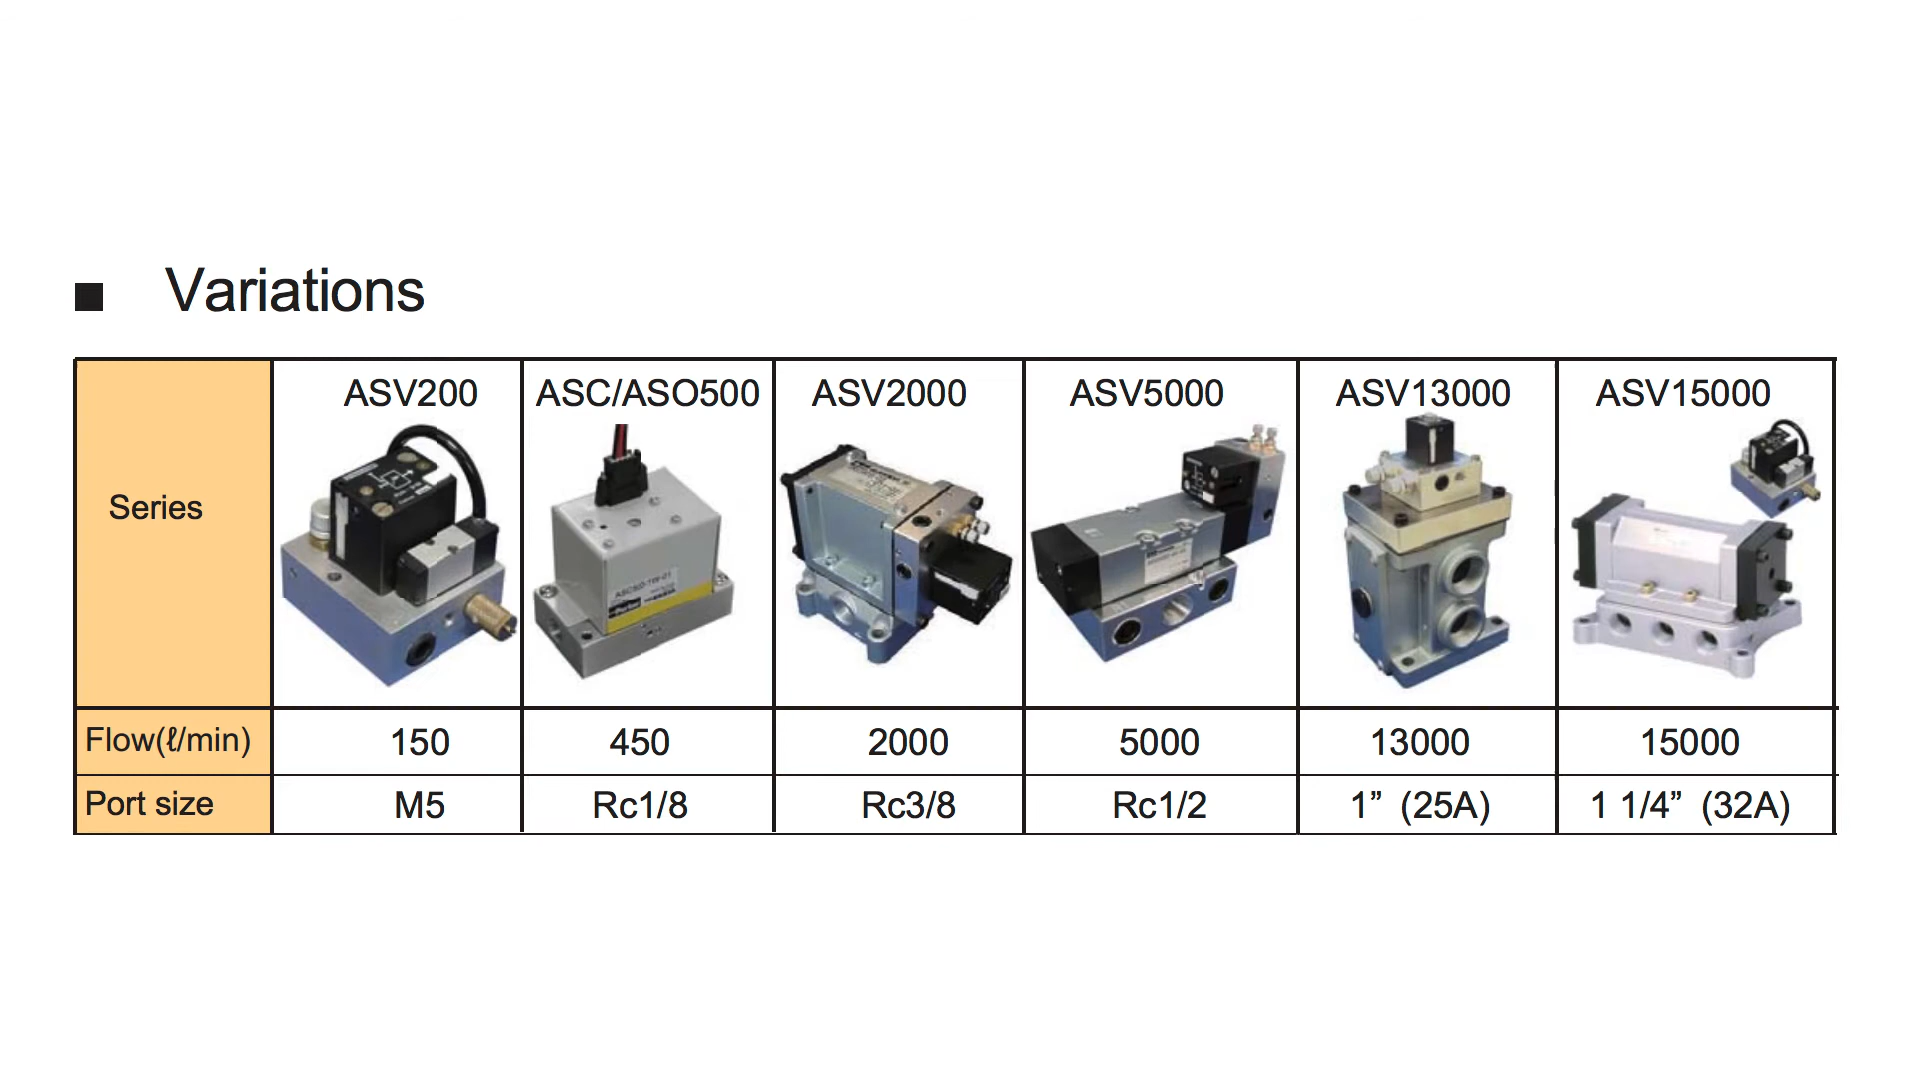 ■ Variations
Series ASV200 ASC/ASO500 ASV2000 ASV5000 ASV13000 ASV15000
Parker
Flow(ℓ/min) 150 450 2000 5000 13000 15000
Port size M5 Rc1/8 Rc3/8 Rc1/2 1” (25A) 1 1/4” (32A)